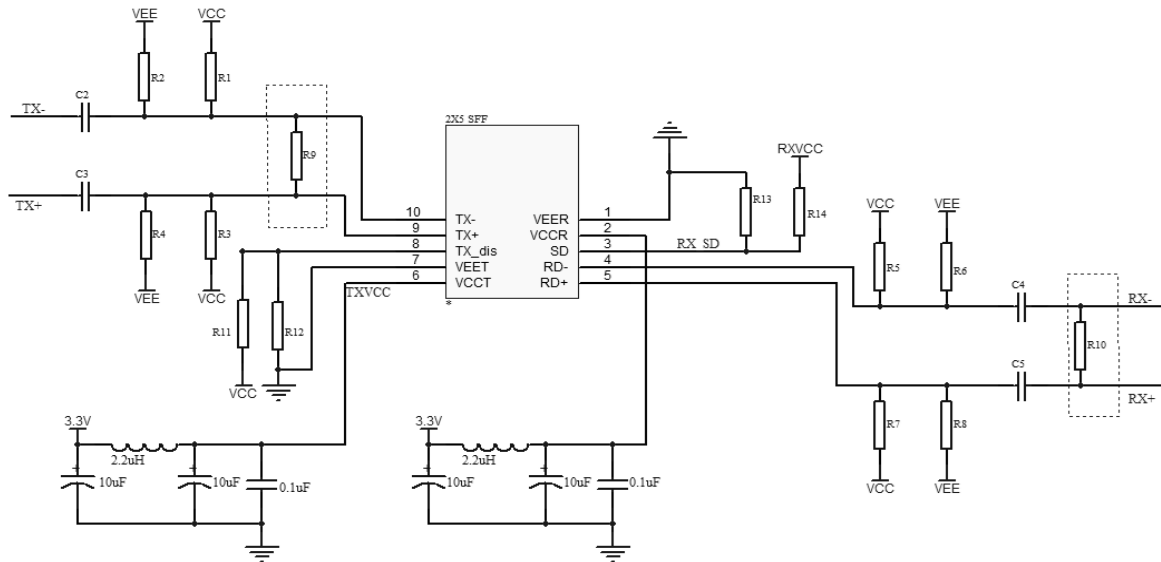 VEE VCC
R2 R1
C2
TX-
2X5 SFF
R9
RXVCC
C3
TX+
R13
R14
10 TX- VEER 1
VCC VEE
R4 R3
9 TX+ VCCR 2
8 TX_dis SD 3 RX_SD
7 VEET RD- 4
R5 R6
6 VCCT RD+ 5
VEE VCC
TXVCC
C4
RX-
*
R11 R12
R10
C5
VCC
RX+
3.3V
3.3V
R7 R8
2.2uH
2.2uH
10uF 10uF 0.1uF
10uF 10uF 0.1uF
VCC VEE